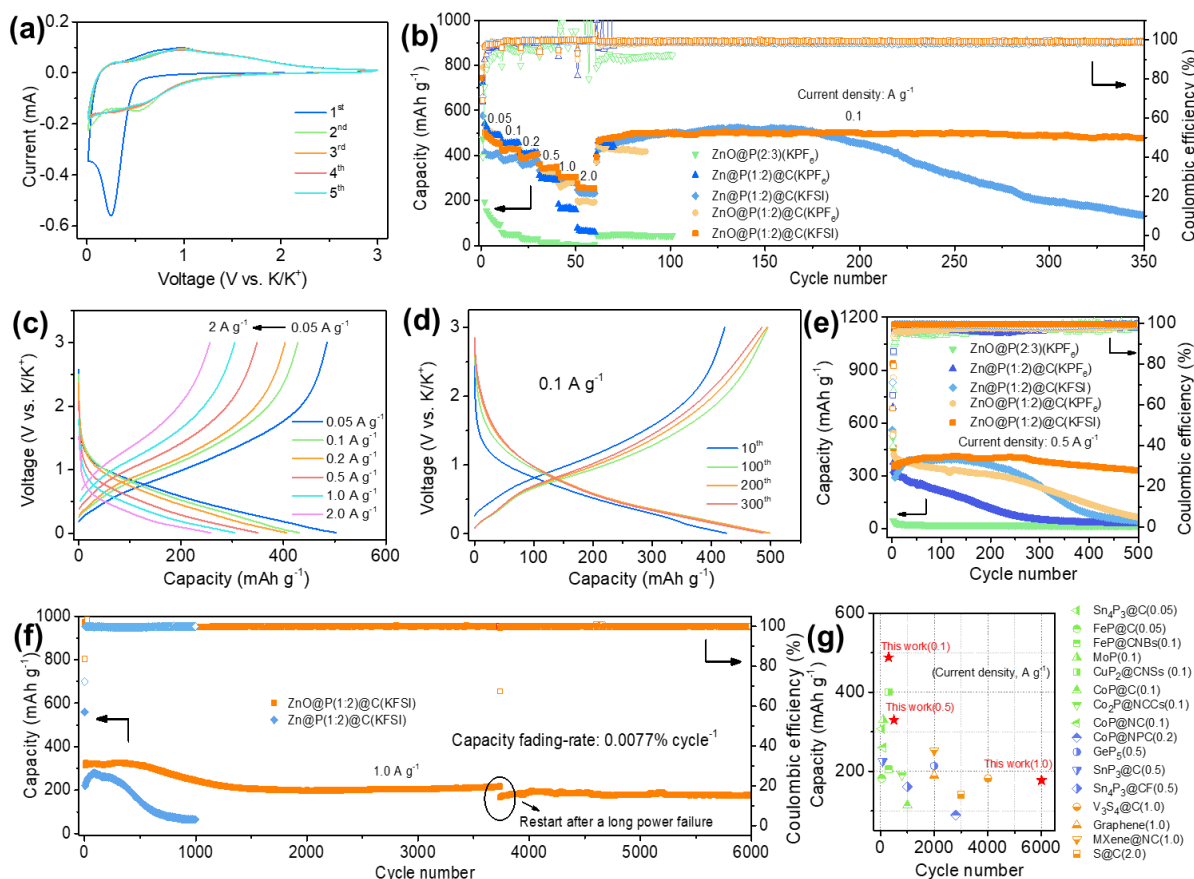 (a)
0.2
0.0
-0.2
-0.4
-0.6
Current (mA)
0
1
2
3
Voltage (V vs. K/K⁺)
1ˢᵗ
2ⁿᵈ
3ʳᵈ
4ᵗʰ
5ᵗʰ
(b)
1000
800
600
400
200
0
Capacity (mAh g⁻¹)
100
80
60
40
20
0
Coulombic efficiency (%)
Current density: A g⁻¹
0.05
0.1
0.2
0.5
1.0
2.0
0.1
ZnO@P(2:3)(KPF₆)
Zn@P(1:2)@C(KPF₆)
Zn@P(1:2)@C(KFSI)
ZnO@P(1:2)@C(KPF₆)
ZnO@P(1:2)@C(KFSI)
0
50
100
150
200
250
300
350
Cycle number
(c)
3
2
1
0
Voltage (V vs. K/K⁺)
2 A g⁻¹
0.05 A g⁻¹
0.05 A g⁻¹
0.1 A g⁻¹
0.2 A g⁻¹
0.5 A g⁻¹
1.0 A g⁻¹
2.0 A g⁻¹
0
200
400
600
Capacity (mAh g⁻¹)
(d)
3
2
1
0
Voltage (V vs. K/K⁺)
0.1 A g⁻¹
10ᵗʰ
100ᵗʰ
200ᵗʰ
300ᵗʰ
0
100
200
300
400
500
Capacity (mAh g⁻¹)
(e)
1200
900
600
300
0
Capacity (mAh g⁻¹)
100
80
60
40
20
0
Coulombic efficiency (%)
ZnO@P(2:3)(KPF₆)
Zn@P(1:2)@C(KPF₆)
Zn@P(1:2)@C(KFSI)
ZnO@P(1:2)@C(KPF₆)
ZnO@P(1:2)@C(KFSI)
Current density: 0.5 A g⁻¹
0
100
200
300
400
500
Cycle number
(f)
1000
800
600
400
200
0
Capacity (mAh g⁻¹)
100
80
60
40
20
0
Coulombic efficiency (%)
ZnO@P(1:2)@C(KFSI)
Zn@P(1:2)@C(KFSI)
Capacity fading-rate: 0.0077% cycle⁻¹
1.0 A g⁻¹
Restart after a long power failure
0
1000
2000
3000
4000
5000
6000
Cycle number
(g)
600
400
200
Capacity (mAh g⁻¹)
This work(0.1)
(Current density, A g⁻¹)
This work(0.5)
This work(1.0)
0
2000
4000
6000
Cycle number
Sn₄P₃@C(0.05)
FeP@C(0.05)
FeP@CNBs(0.1)
MoP(0.1)
CuP₂@CNSs (0.1)
CoP@C(0.1)
Co₂P@NCCs(0.1)
CoP@NC(0.1)
CoP@NPC(0.2)
GeP₅(0.5)
SnP₃@C(0.5)
Sn₄P₃@CF(0.5)
V₃S₄@C(1.0)
Graphene(1.0)
MXene@NC(1.0)
S@C(2.0)